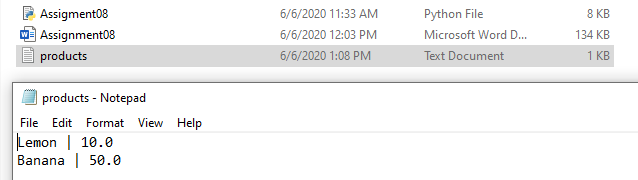 Assigment08 6/6/2020 11:33 AM Python File 8 KB
Assignment08 6/6/2020 12:03 PM Microsoft Word D... 134 KB
products 6/6/2020 1:08 PM Text Document 1 KB
products - Notepad
File Edit Format View Help
Lemon | 10.0
Banana | 50.0